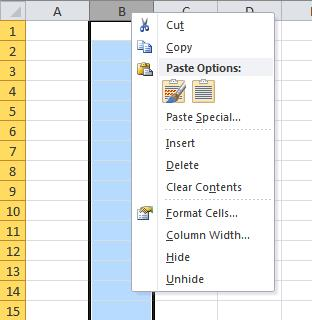 A B C D
1
2
3
4
5
6
7
8
9
10
11
12
13
14
15
Cut
Copy
Paste Options:
Paste Special...
Insert
Delete
Clear Contents
Format Cells...
Column Width...
Hide
Unhide